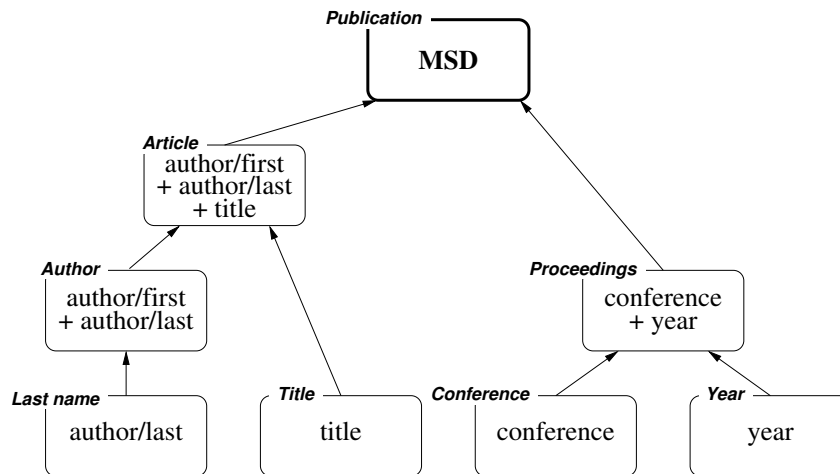 Publication
MSD
Article
author/first
+ author/last
+ title
Author
author/first
+ author/last
Proceedings
conference
+ year
Last name
author/last
Title
title
Conference
conference
Year
year